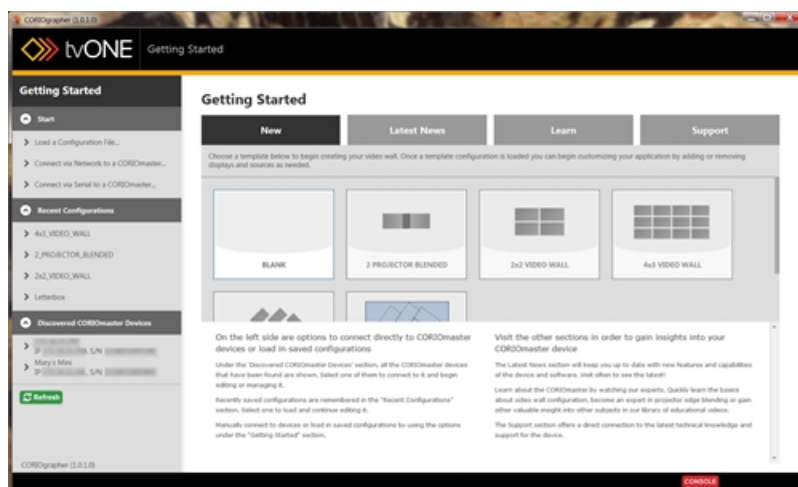 CORIOgrapher (1.0.1.0)
tvONE Getting Started
Getting Started
Start
Load a Configuration File...
Connect via Network to a CORIOmaster...
Connect via Serial to a CORIOmaster...
Recent Configurations
4x3_VIDEO_WALL
2_PROJECTOR_BLENDED
2x2_VIDEO_WALL
Letterbox
Discovered CORIOmaster Devices
IP , S/N
Mary's Mini
IP , S/N
Refresh
CORIOgrapher (1.0.1.0)
Getting Started
New Latest News Learn Support
Choose a template below to begin creating your video wall. Once a template configuration is loaded you can begin customizing your application by adding or removing
displays and sources as needed.
BLANK 2 PROJECTOR BLENDED 2x2 VIDEO WALL 4x3 VIDEO WALL
On the left side are options to connect directly to CORIOmaster
devices or load in saved configurations
Under the 'Discovered CORIOmaster Devices' section, all the CORIOmaster devices
that have been found are shown. Select one of them to connect to it and begin
editing or managing it.
Recently saved configurations are remembered in the "Recent Configurations"
section. Select one to load and continue editing it.
Manually connect to devices or load in saved configurations by using the options
under the "Getting Started" section.
Visit the other sections in order to gain insights into your
CORIOmaster device
The Latest News section will keep you up to date with new features and capabilities
of the device and software. Visit often to see the latest!
Learn about the CORIOmaster by watching our experts. Quickly learn the basics
about video wall configuration, become an expert in projector edge blending or gain
other valuable insight into other subjects in our library of educational videos.
The Support section offers a direct connection to the latest technical knowledge and
support for the device.
CONSOLE